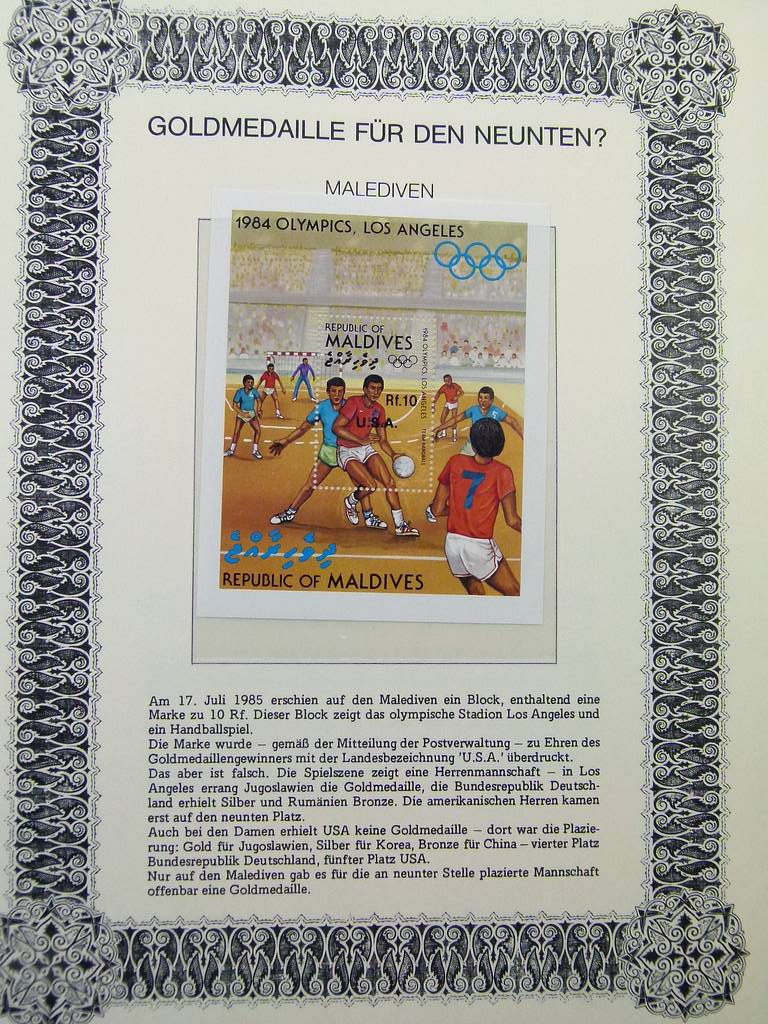 GOLDMEDAILLE FÜR DEN NEUNTEN?
MALEDIVEN
1984 OLYMPICS, LOS ANGELES
REPUBLIC OF
MALDIVES
ދިވެހިރާއްޖެ
1984 OLYMPICS, LOS ANGELES TEAM HANDBALL
Rf.10
U.S.A.
7
ދިވެހިރާއްޖެ
REPUBLIC OF MALDIVES
Am 17. Juli 1985 erschien auf den Malediven ein Block, enthaltend eine
Marke zu 10 Rf. Dieser Block zeigt das olympische Stadion Los Angeles und
ein Handballspiel.
Die Marke wurde – gemäß der Mitteilung der Postverwaltung – zu Ehren des
Goldmedaillengewinners mit der Landesbezeichnung 'U.S.A.' überdruckt.
Das aber ist falsch. Die Spielszene zeigt eine Herrenmannschaft – in Los
Angeles errang Jugoslawien die Goldmedaille, die Bundesrepublik Deutsch-
land erhielt Silber und Rumänien Bronze. Die amerikanischen Herren kamen
erst auf den neunten Platz.
Auch bei den Damen erhielt USA keine Goldmedaille – dort war die Plazie-
rung: Gold für Jugoslawien, Silber für Korea, Bronze für China – vierter Platz
Bundesrepublik Deutschland, fünfter Platz USA.
Nur auf den Malediven gab es für die an neunter Stelle plazierte Mannschaft
offenbar eine Goldmedaille.